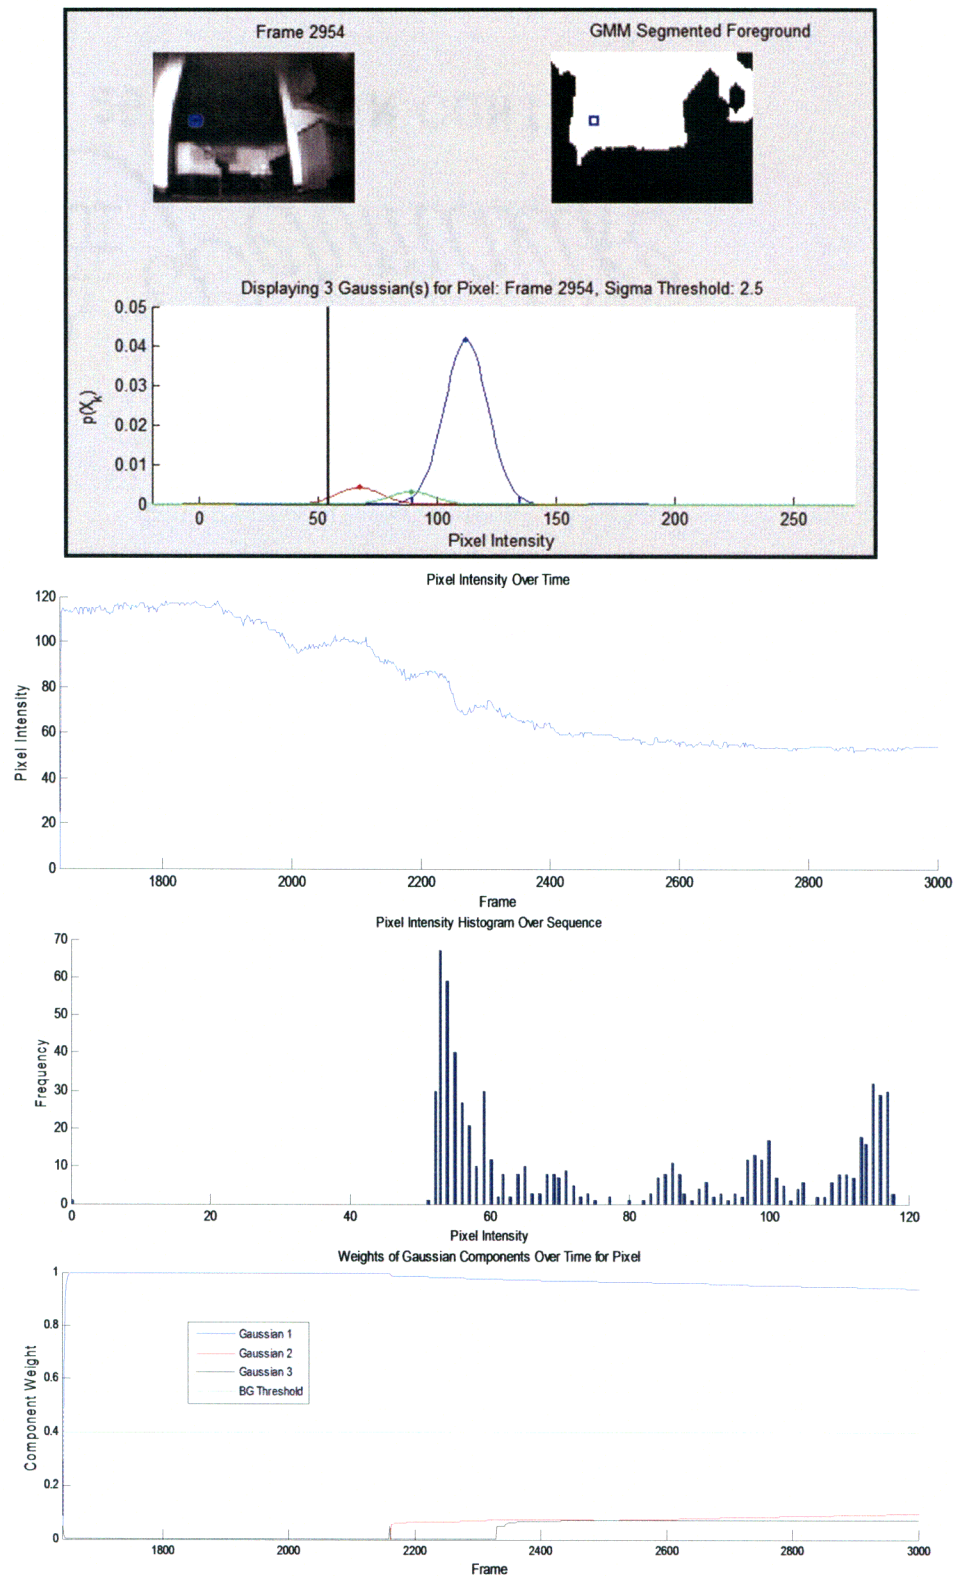 Frame 2954
GMM Segmented Foreground
Displaying 3 Gaussian(s) for Pixel: Frame 2954, Sigma Threshold: 2.5
0.05
0.04
0.03
0.02
0.01
0
p(Xk)
0 50 100 150 200 250
Pixel Intensity
Pixel Intensity Over Time
120
100
80
60
40
20
0
Pixel Intensity
1800 2000 2200 2400 2600 2800 3000
Frame
Pixel Intensity Histogram Over Sequence
70
60
50
40
30
20
10
0
Frequency
0 20 40 60 80 100 120
Pixel Intensity
Weights of Gaussian Components Over Time for Pixel
1
0.8
0.6
0.4
0.2
0
Component Weight
Gaussian 1
Gaussian 2
Gaussian 3
BG Threshold
1800 2000 2200 2400 2600 2800 3000
Frame